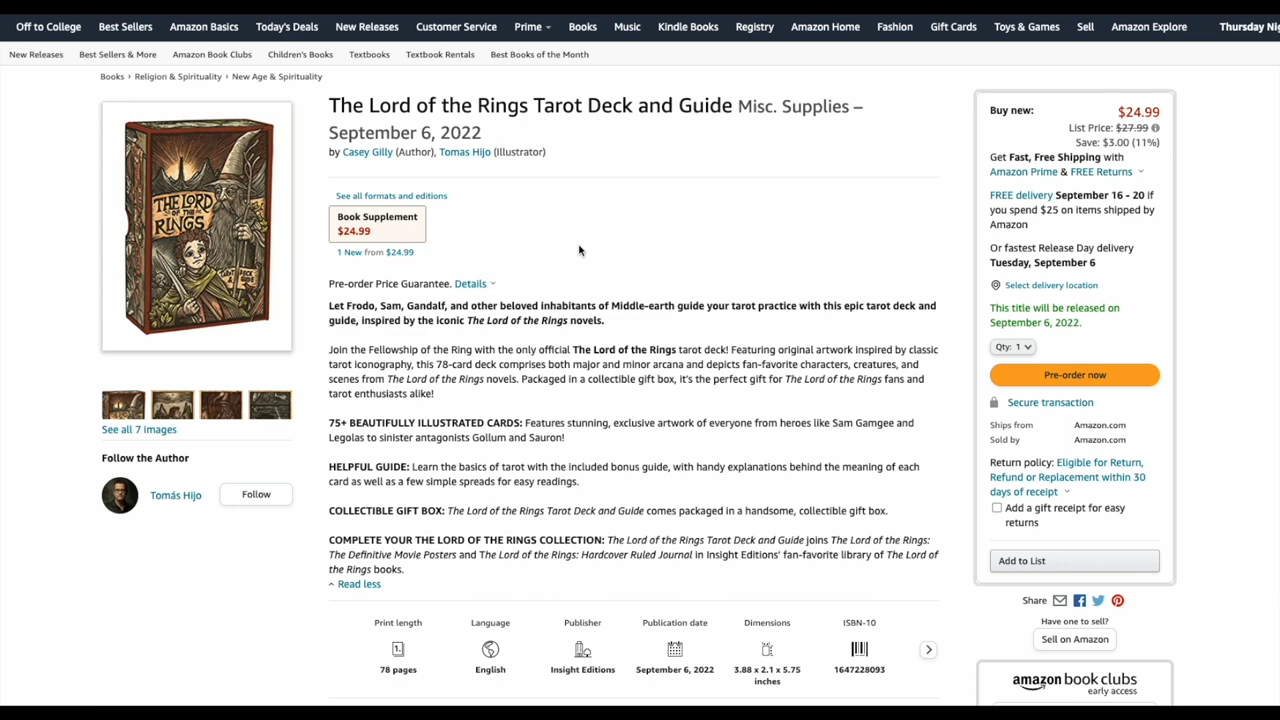 Off to College Best Sellers Amazon Basics Today's Deals New Releases Customer Service Prime Books Music Kindle Books Registry Amazon Home Fashion Gift Cards Toys & Games Sell Amazon Explore Thursday
New Releases Best Sellers & More Amazon Book Clubs Children's Books Textbooks Textbook Rentals Best Books of the Month
Books › Religion & Spirituality › New Age & Spirituality
THE LORD
OF THE
RINGS
TAROT DECK
& GUIDE
See all 7 images
Follow the Author
Tomás Hijo Follow
The Lord of the Rings Tarot Deck and Guide Misc. Supplies –
September 6, 2022
by Casey Gilly (Author), Tomas Hijo (Illustrator)
See all formats and editions
Book Supplement
$24.99
1 New from $24.99
Pre-order Price Guarantee. Details
Let Frodo, Sam, Gandalf, and other beloved inhabitants of Middle-earth guide your tarot practice with this epic tarot deck and
guide, inspired by the iconic The Lord of the Rings novels.
Join the Fellowship of the Ring with the only official The Lord of the Rings tarot deck! Featuring original artwork inspired by classic
tarot iconography, this 78-card deck comprises both major and minor arcana and depicts fan-favorite characters, creatures, and
scenes from The Lord of the Rings novels. Packaged in a collectible gift box, it's the perfect gift for The Lord of the Rings fans and
tarot enthusiasts alike!
75+ BEAUTIFULLY ILLUSTRATED CARDS: Features stunning, exclusive artwork of everyone from heroes like Sam Gamgee and
Legolas to sinister antagonists Gollum and Sauron!
HELPFUL GUIDE: Learn the basics of tarot with the included bonus guide, with handy explanations behind the meaning of each
card as well as a few simple spreads for easy readings.
COLLECTIBLE GIFT BOX: The Lord of the Rings Tarot Deck and Guide comes packaged in a handsome, collectible gift box.
COMPLETE YOUR THE LORD OF THE RINGS COLLECTION: The Lord of the Rings Tarot Deck and Guide joins The Lord of the Rings:
The Definitive Movie Posters and The Lord of the Rings: Hardcover Ruled Journal in Insight Editions' fan-favorite library of The Lord of
the Rings books.
Read less
Print length Language Publisher Publication date Dimensions ISBN-10
78 pages English Insight Editions September 6, 2022 3.88 x 2.1 x 5.75 1647228093
inches
Buy new: $24.99
List Price: $27.99
Save: $3.00 (11%)
Get Fast, Free Shipping with
Amazon Prime & FREE Returns
FREE delivery September 16 - 20 if
you spend $25 on items shipped by
Amazon
Or fastest Release Day delivery
Tuesday, September 6
Select delivery location
This title will be released on
September 6, 2022.
Qty: 1
Pre-order now
Secure transaction
Ships from Amazon.com
Sold by Amazon.com
Return policy: Eligible for Return,
Refund or Replacement within 30
days of receipt
Add a gift receipt for easy
returns
Add to List
Share
Have one to sell?
Sell on Amazon
amazon book clubs
early access